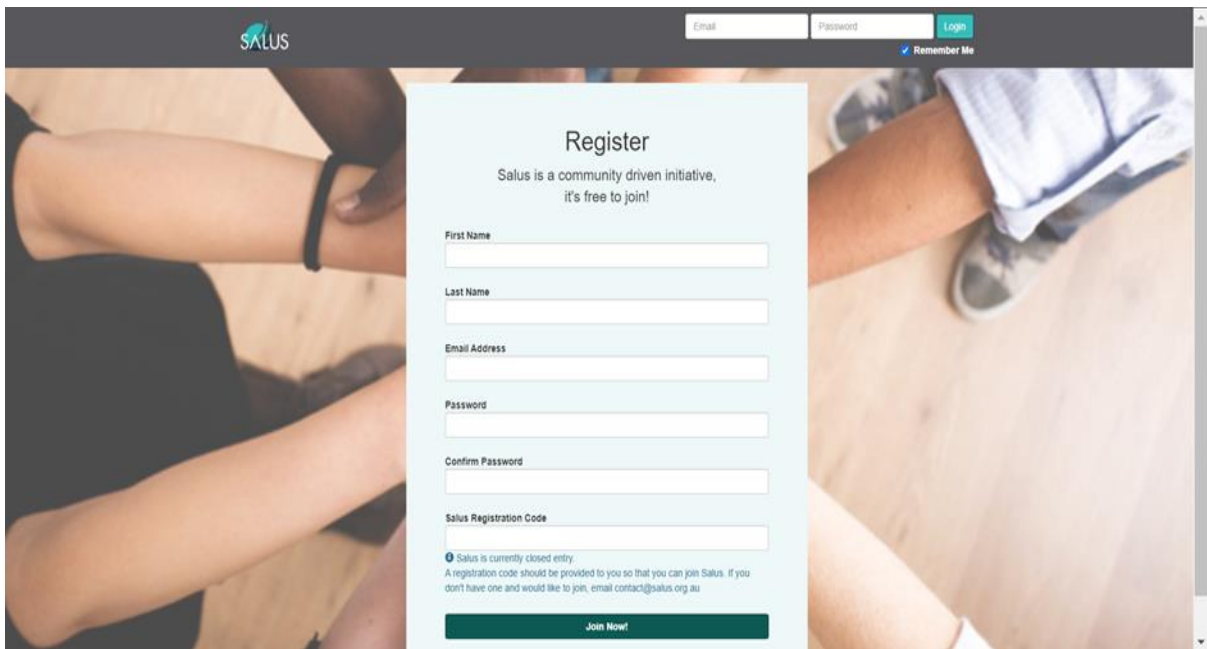 SALUS
Email
Password
Login
Remember Me
Register
Salus is a community driven initiative,
it's free to join!
First Name
Last Name
Email Address
Password
Confirm Password
Salus Registration Code
Salus is currently closed entry.
A registration code should be provided to you so that you can join Salus. If you
don't have one and would like to join, email contact@salus.org.au
Join Now!